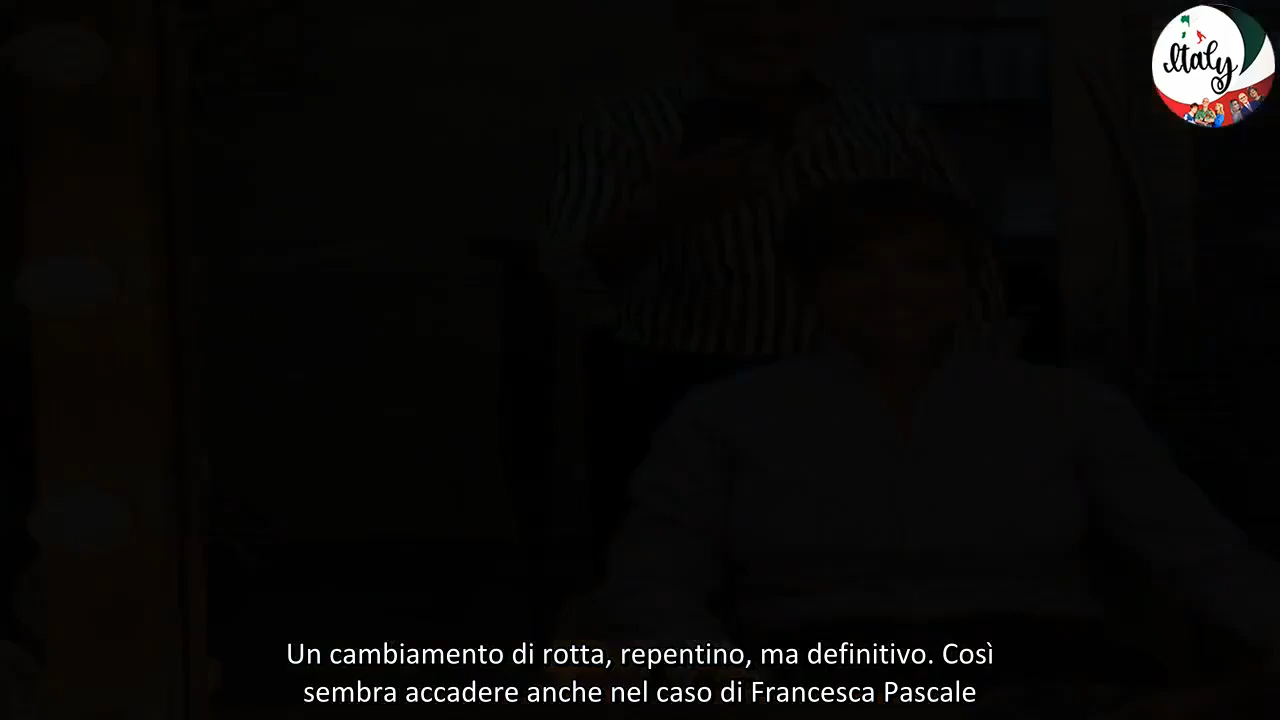 Italy
Un cambiamento di rotta, repentino, ma definitivo. Così
sembra accadere anche nel caso di Francesca Pascale